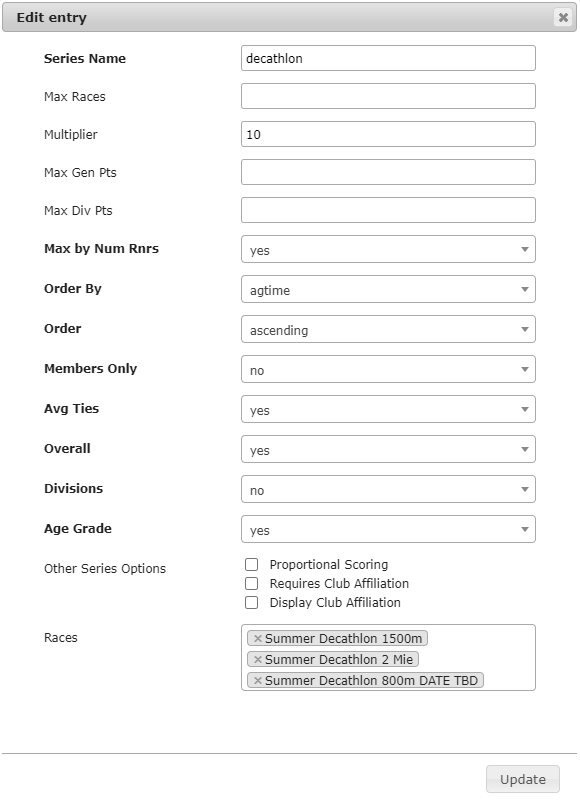 Edit entry
Series Name decathlon
Max Races
Multiplier 10
Max Gen Pts
Max Div Pts
Max by Num Rnrs yes
Order By agtime
Order ascending
Members Only no
Avg Ties yes
Overall yes
Divisions no
Age Grade yes
Other Series Options Proportional Scoring
Requires Club Affiliation
Display Club Affiliation
Races Summer Decathlon 1500m
Summer Decathlon 2 Mie
Summer Decathlon 800m DATE TBD
Update